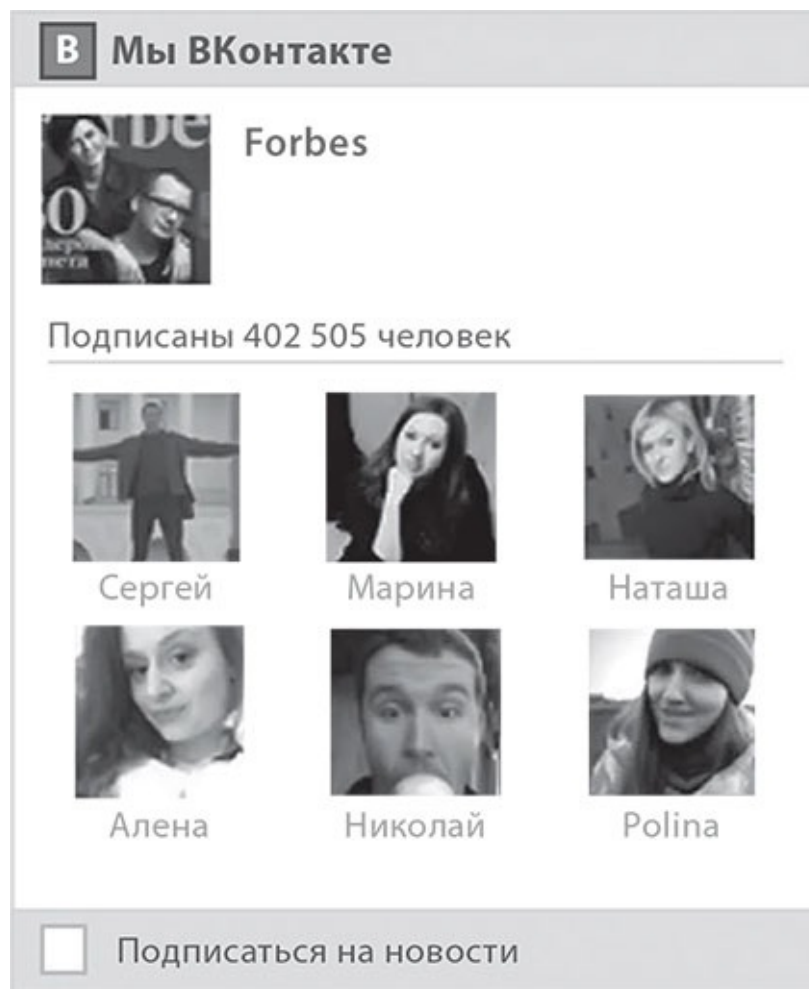 В Мы ВКонтакте
Forbes
Подписаны 402 505 человек
Сергей Марина Наташа
Алена Николай Polina
Подписаться на новости